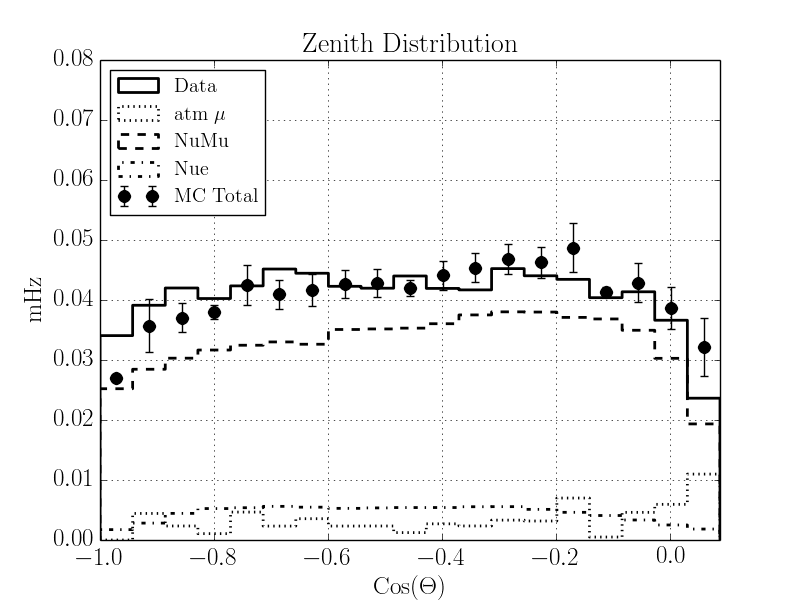 Zenith Distribution
0.08
0.07
0.06
0.05
0.04
0.03
0.02
0.01
0.00
mHz
Data
atm μ
NuMu
Nue
MC Total
−1.0 −0.8 −0.6 −0.4 −0.2 0.0
Cos(Θ)